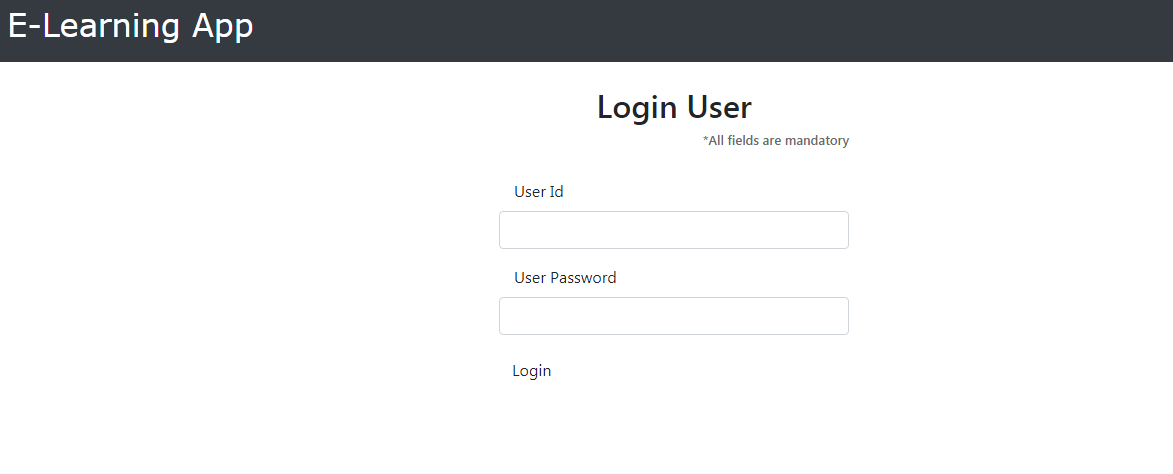 E-Learning App
Login User
*All fields are mandatory
User Id
User Password
Login